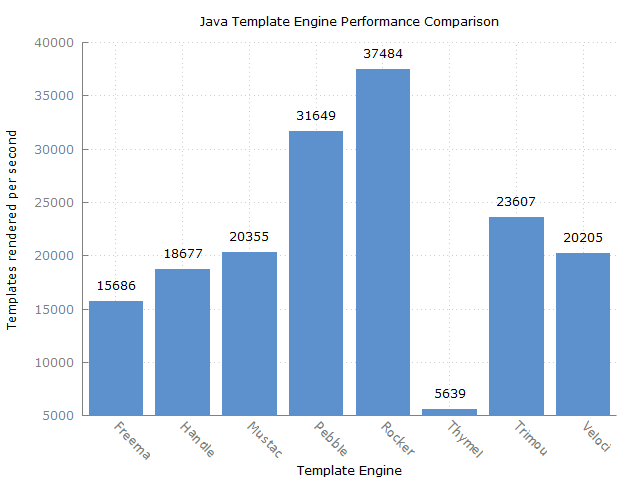 Java Template Engine Performance Comparison
Templates rendered per second
40000
35000
30000
25000
20000
15000
10000
5000
15686
18677
20355
31649
37484
5639
23607
20205
Freema
Handle
Mustac
Pebble
Rocker
Thymel
Trimou
Veloci
Template Engine